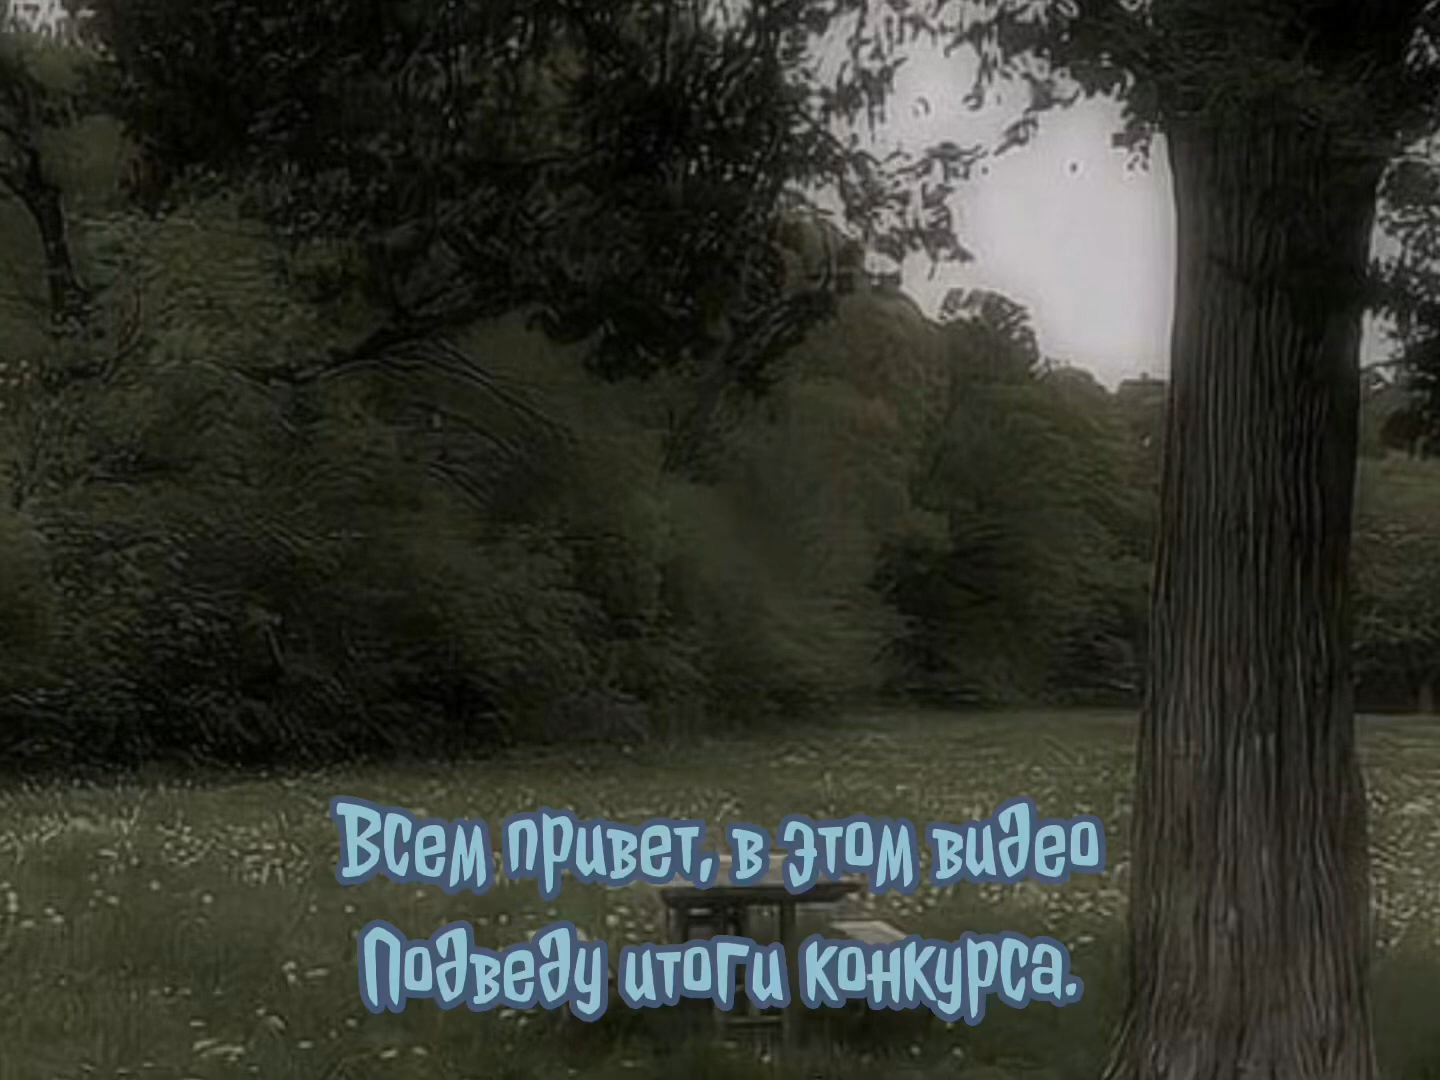 Всем привет, в этом видео
Подведу итоги конкурса.